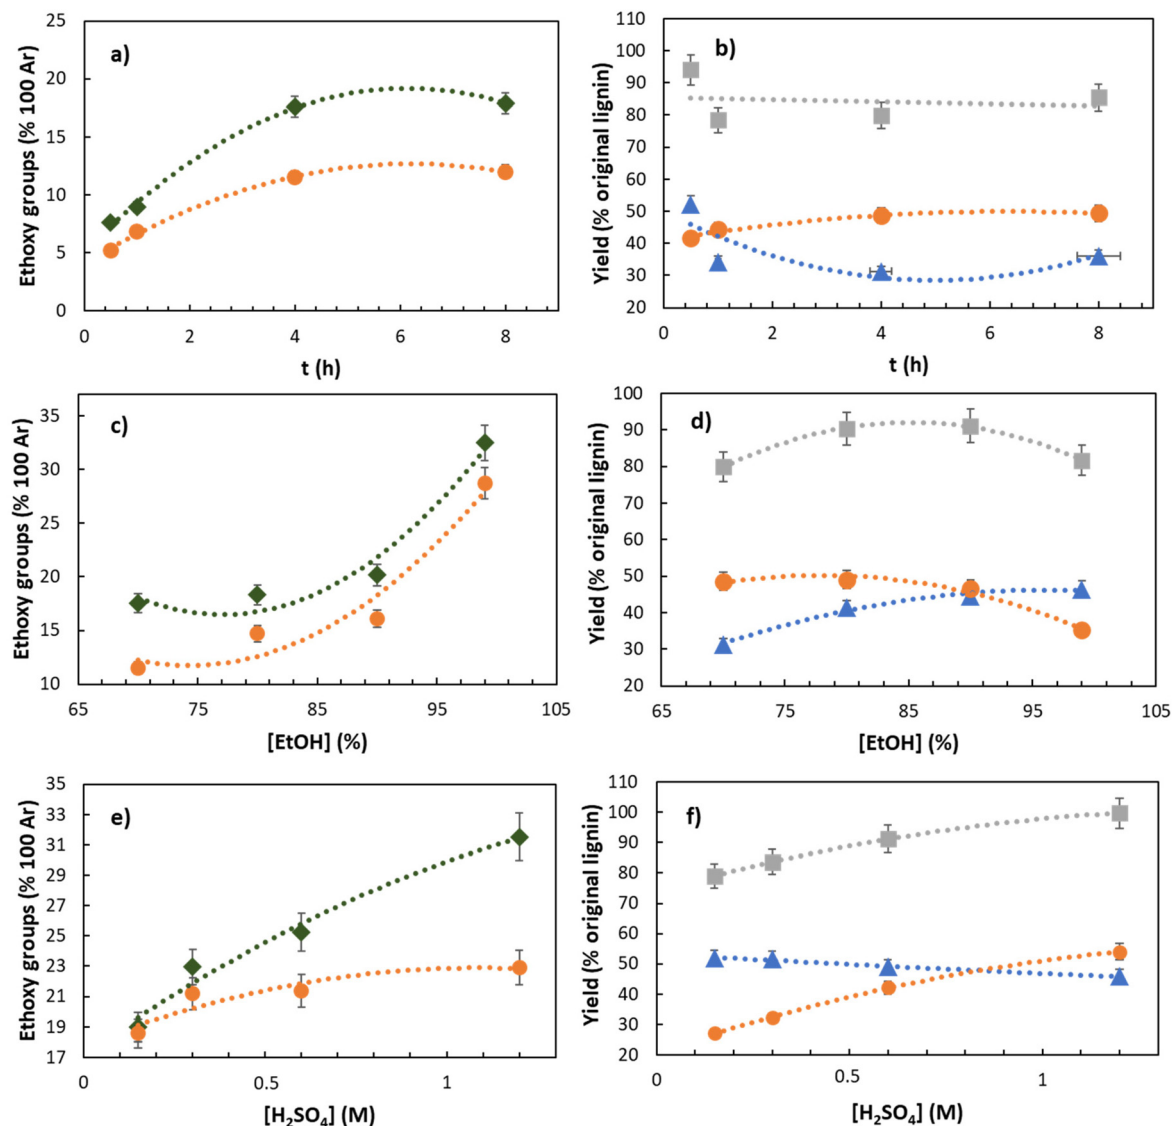 a)
Ethoxy groups (% 100 Ar)
25
20
15
10
5
0
0 2 4 6 8
t (h)
b)
Yield (% original lignin)
110
100
90
80
70
60
50
40
30
20
0 2 4 6 8
t (h)
c)
Ethoxy groups (% 100 Ar)
35
30
25
20
15
10
65 75 85 95 105
[EtOH] (%)
d)
Yield (% original lignin)
100
90
80
70
60
50
40
30
20
65 75 85 95 105
[EtOH] (%)
e)
Ethoxy groups (% 100 Ar)
35
33
31
29
27
25
23
21
19
17
0 0.5 1
[H₂SO₄] (M)
f)
Yield (% original lignin)
110
100
90
80
70
60
50
40
30
20
0 0.5 1
[H₂SO₄] (M)